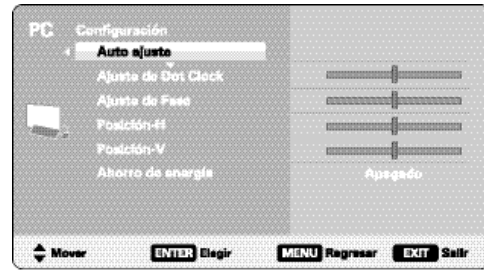 PC Configuración
Auto ajuste
Ajuste de Dot Clock
Ajuste de Fase
Posición-H
Posición-V
Ahorro de energía Apagado
Mover ENTER Elegir MENU Regresar EXIT Salir